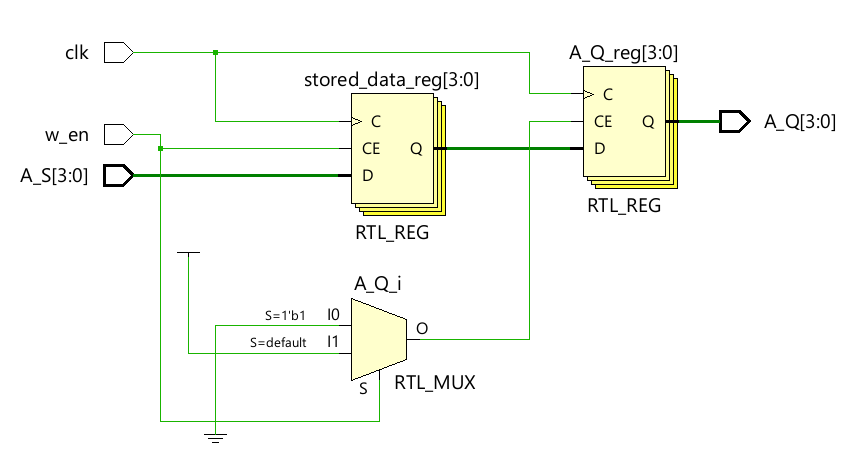 clk
A_Q_reg[3:0]
stored_data_reg[3:0]
C
CE
Q
D
RTL_REG
A_Q[3:0]
w_en
C
CE
Q
D
A_S[3:0]
RTL_REG
A_Q_i
S=1'b1
I0
S=default
I1
O
S
RTL_MUX